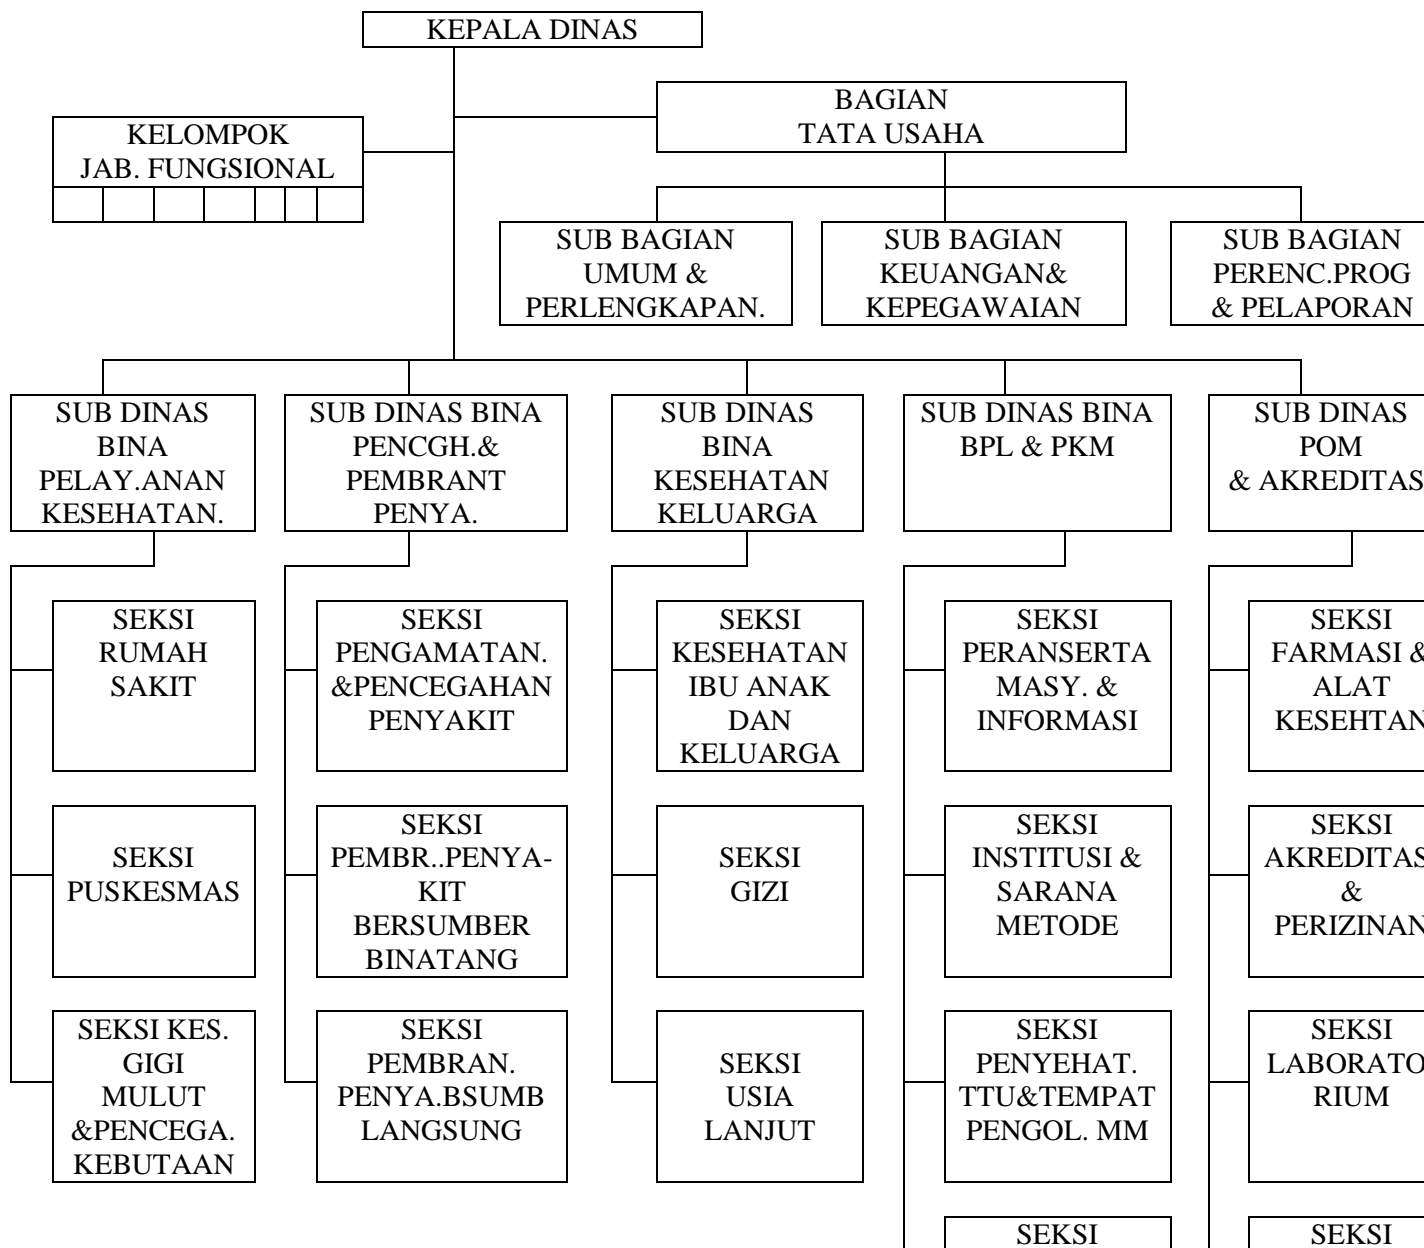 KEPALA DINAS
BAGIAN
TATA USAHA
KELOMPOK
JAB. FUNGSIONAL
SUB BAGIAN
UMUM &
PERLENGKAPAN.
SUB BAGIAN
KEUANGAN&
KEPEGAWAIAN
SUB BAGIAN
PERENC.PROG
& PELAPORAN
SUB DINAS
BINA
PELAY.ANAN
KESEHATAN.
SUB DINAS BINA
PENCGH.&
PEMBRANT
PENYA.
SUB DINAS
BINA
KESEHATAN
KELUARGA
SUB DINAS BINA
BPL & PKM
SUB DINAS
POM
& AKREDITAS
SEKSI
RUMAH
SAKIT
SEKSI
PENGAMATAN.
&PENCEGAHAN
PENYAKIT
SEKSI
KESEHATAN
IBU ANAK
DAN
KELUARGA
SEKSI
PERANSERTA
MASY. &
INFORMASI
SEKSI
FARMASI &
ALAT
KESEHTAN
SEKSI
PUSKESMAS
SEKSI
PEMBR..PENYA-
KIT
BERSUMBER
BINATANG
SEKSI
GIZI
SEKSI
INSTITUSI &
SARANA
METODE
SEKSI
AKREDITAS
&
PERIZINAN
SEKSI KES.
GIGI
MULUT
&PENCEGA.
KEBUTAAN
SEKSI
PEMBRAN.
PENYA.BSUMB
LANGSUNG
SEKSI
USIA
LANJUT
SEKSI
PENYEHAT.
TTU&TEMPAT
PENGOL. MM
SEKSI
LABORATO
RIUM
SEKSI
SEKSI